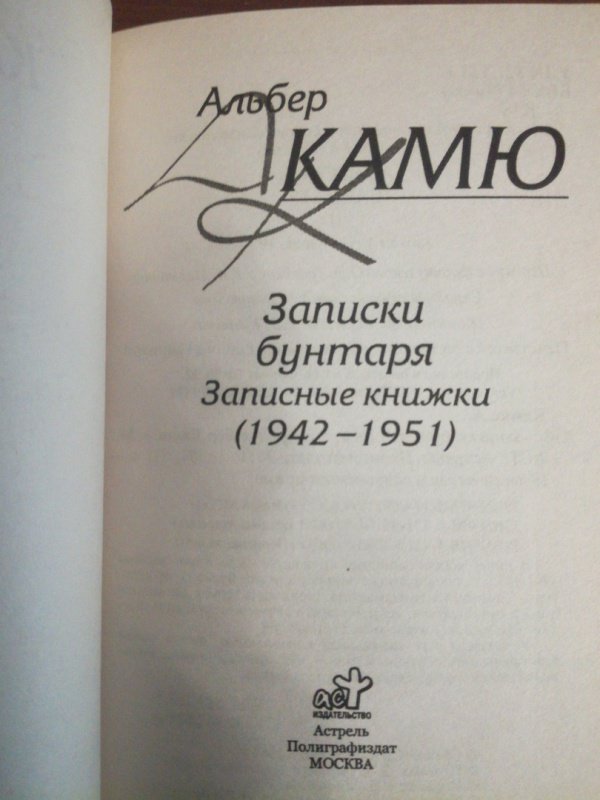 Альбер
КАМЮ
Записки
бунтаря
Записные книжки
(1942–1951)
аст
ИЗДАТЕЛЬСТВО
Астрель
Полиграфиздат
МОСКВА